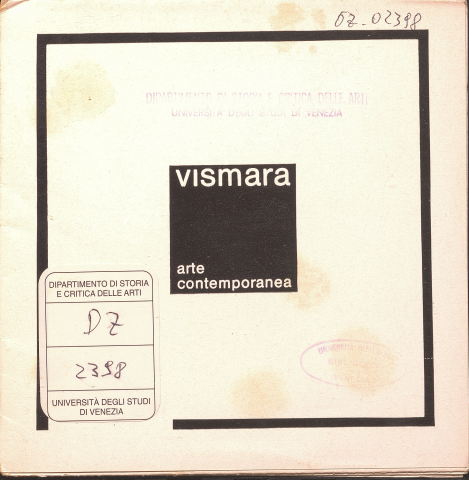 DZ-02398
DIPARTIMENTO DI STORIA E CRITICA DELLE ARTI
UNIVERSITÀ DEGLI STUDI DI VENEZIA
vismara
arte
contemporanea
DIPARTIMENTO DI STORIA
E CRITICA DELLE ARTI
DZ
2398
UNIVERSITÀ DEGLI STUDI
DI VENEZIA